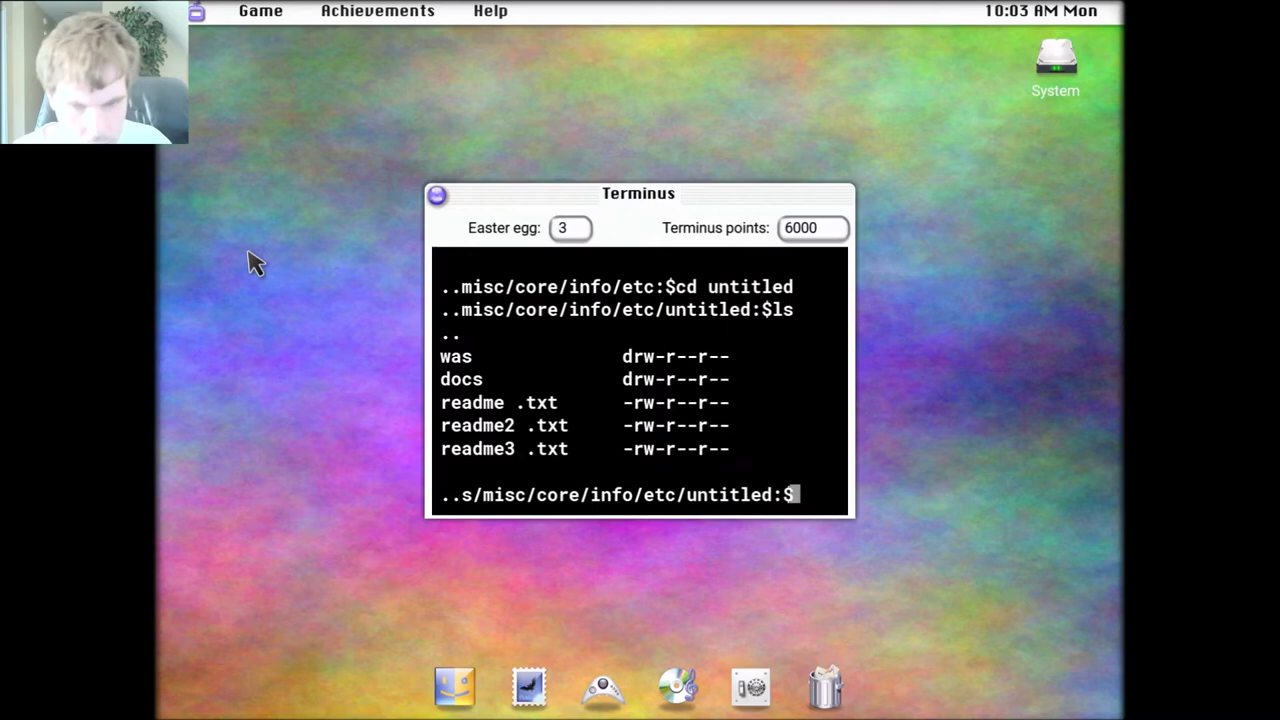 Game Achievements Help 10:03 AM Mon
System
Terminus
Easter egg: 3 Terminus points: 6000
..misc/core/info/etc:$cd untitled
..misc/core/info/etc/untitled:$ls
..
was drw-r--r--
docs drw-r--r--
readme .txt -rw-r--r--
readme2 .txt -rw-r--r--
readme3 .txt -rw-r--r--
..s/misc/core/info/etc/untitled:$